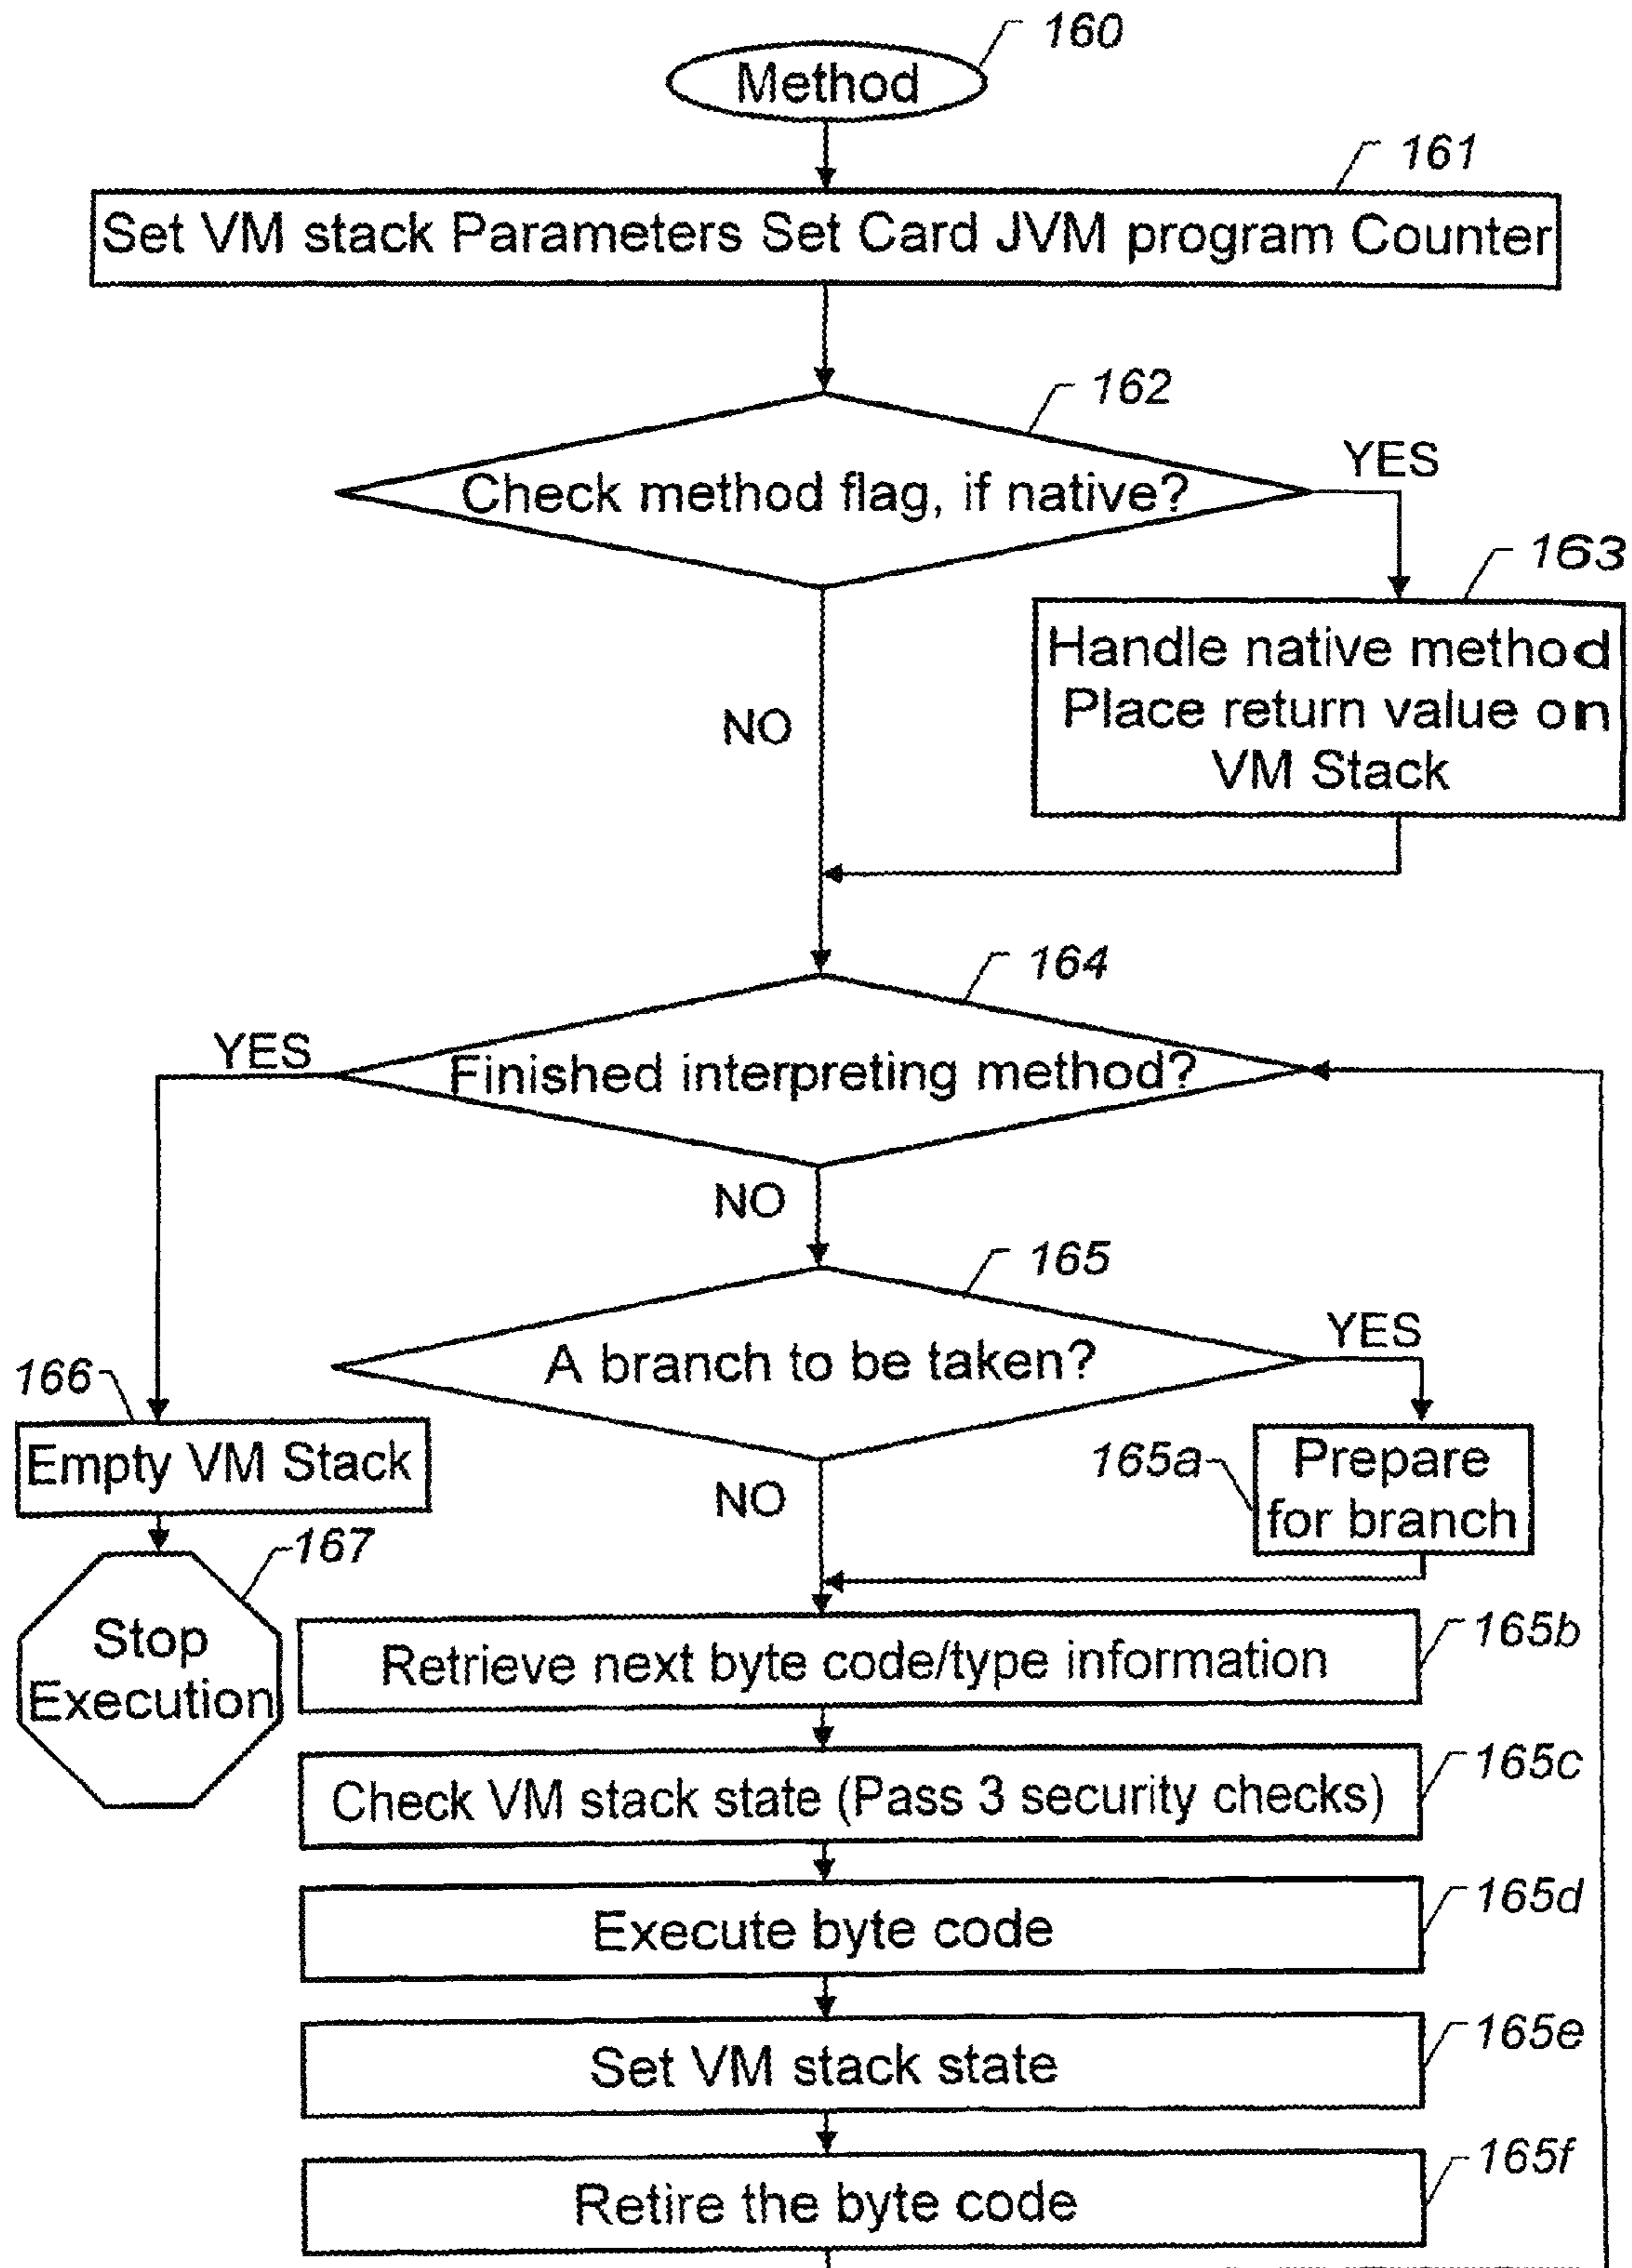 160
Method
161
Set VM stack Parameters Set Card JVM program Counter
162
Check method flag, if native?
YES
163
Handle native method
Place return value on
VM Stack
NO
164
YES
Finished interpreting method?
NO
165
A branch to be taken?
YES
166
Empty VM Stack
165a
Prepare
for branch
NO
167
Stop
Execution
165b
Retrieve next byte code/type information
165c
Check VM stack state (Pass 3 security checks)
165d
Execute byte code
165e
Set VM stack state
165f
Retire the byte code